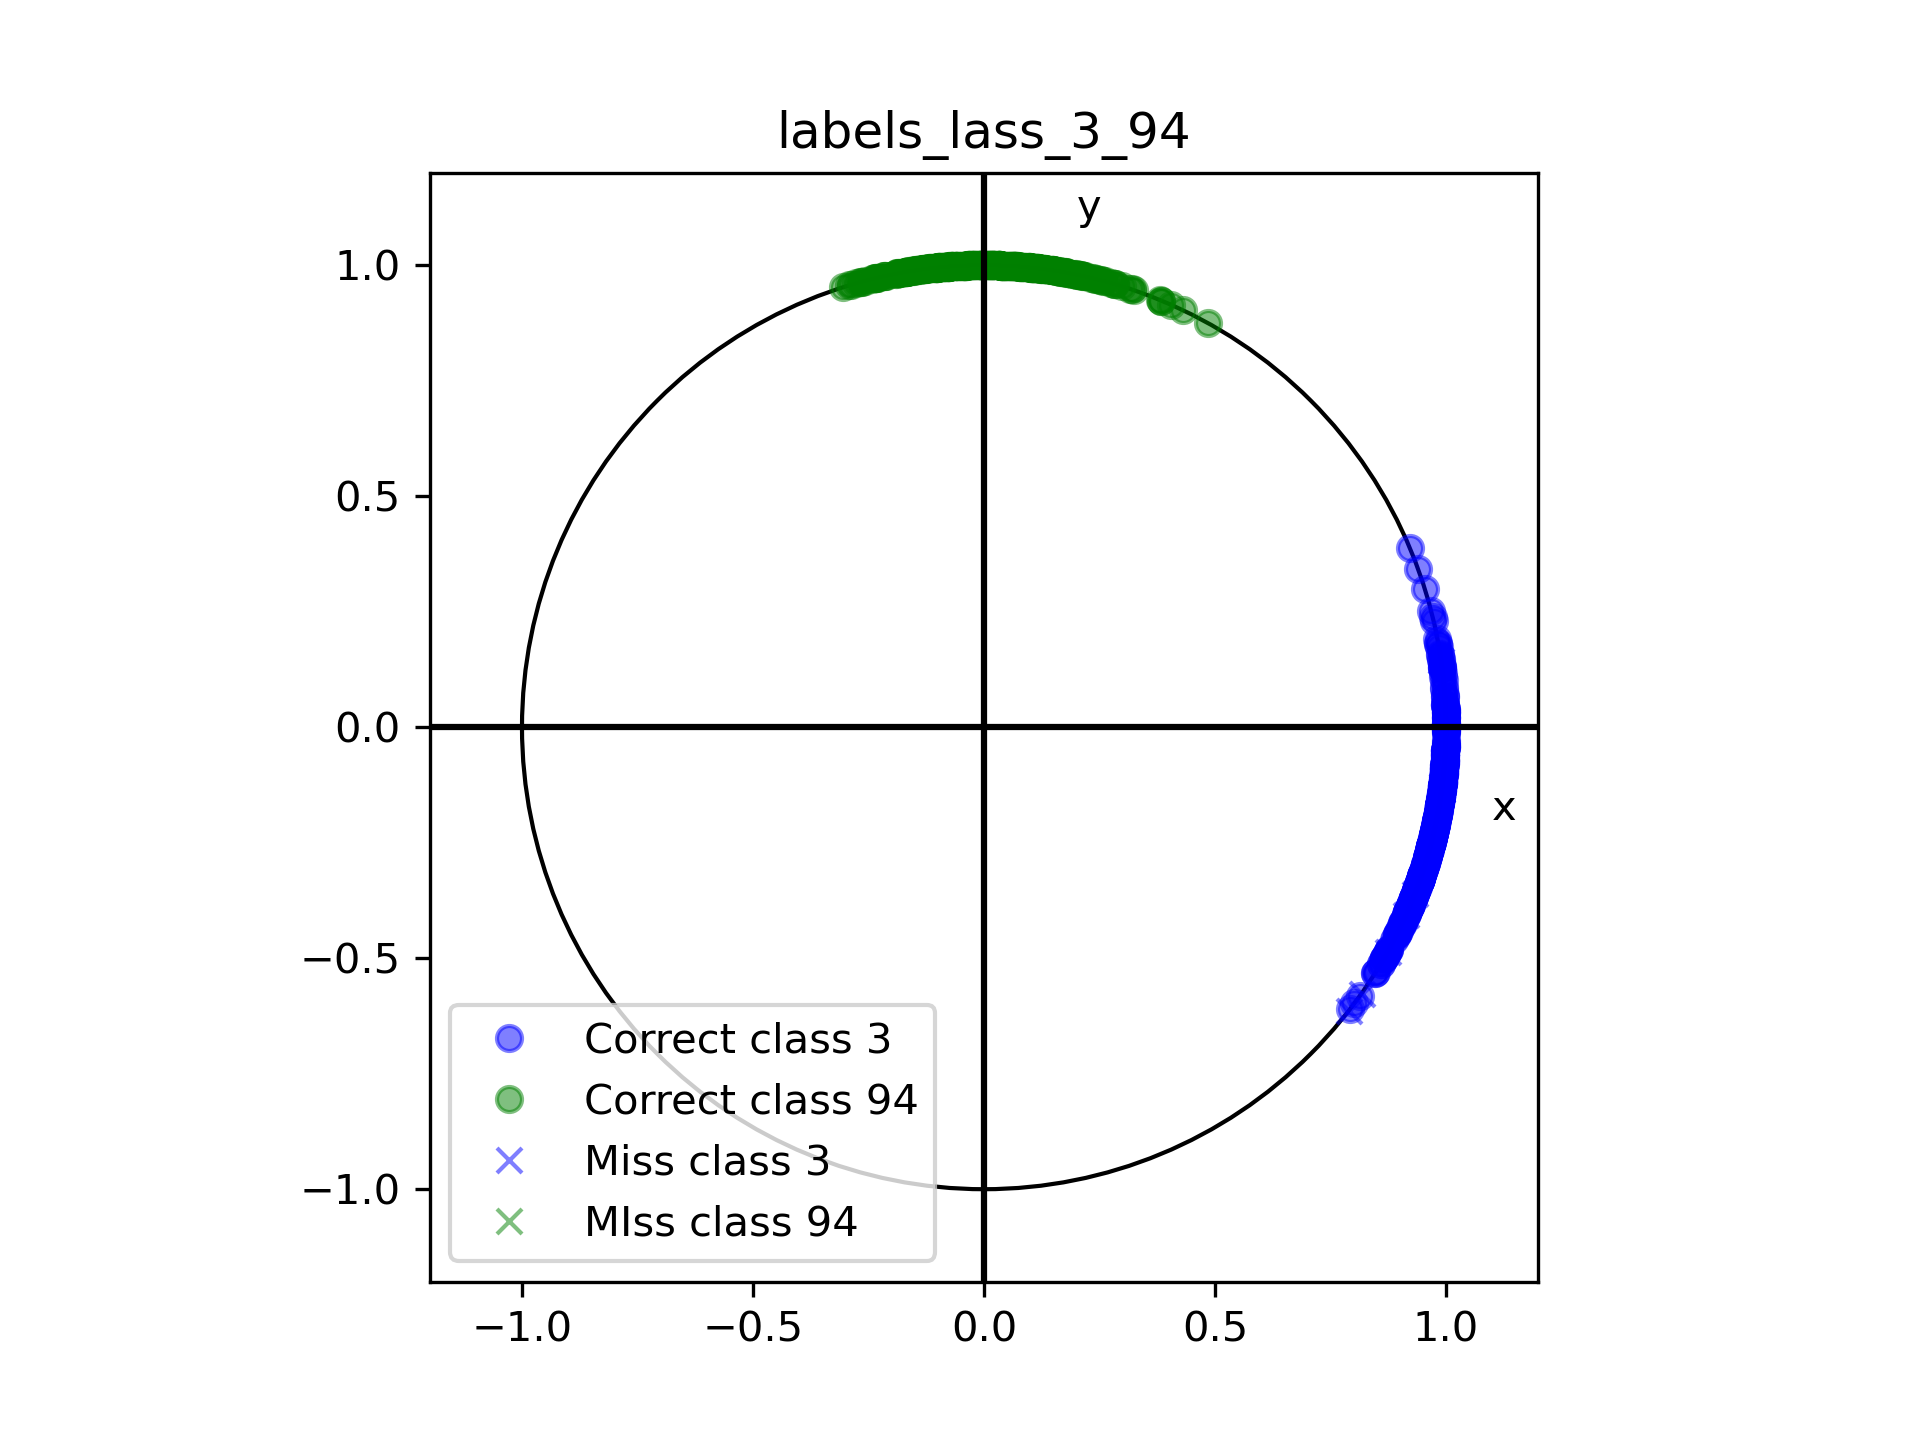 labels_lass_3_94
y
1.0
0.5
0.0
x
−0.5
−1.0
Correct class 3
Correct class 94
Miss class 3
MIss class 94
−1.0 −0.5 0.0 0.5 1.0